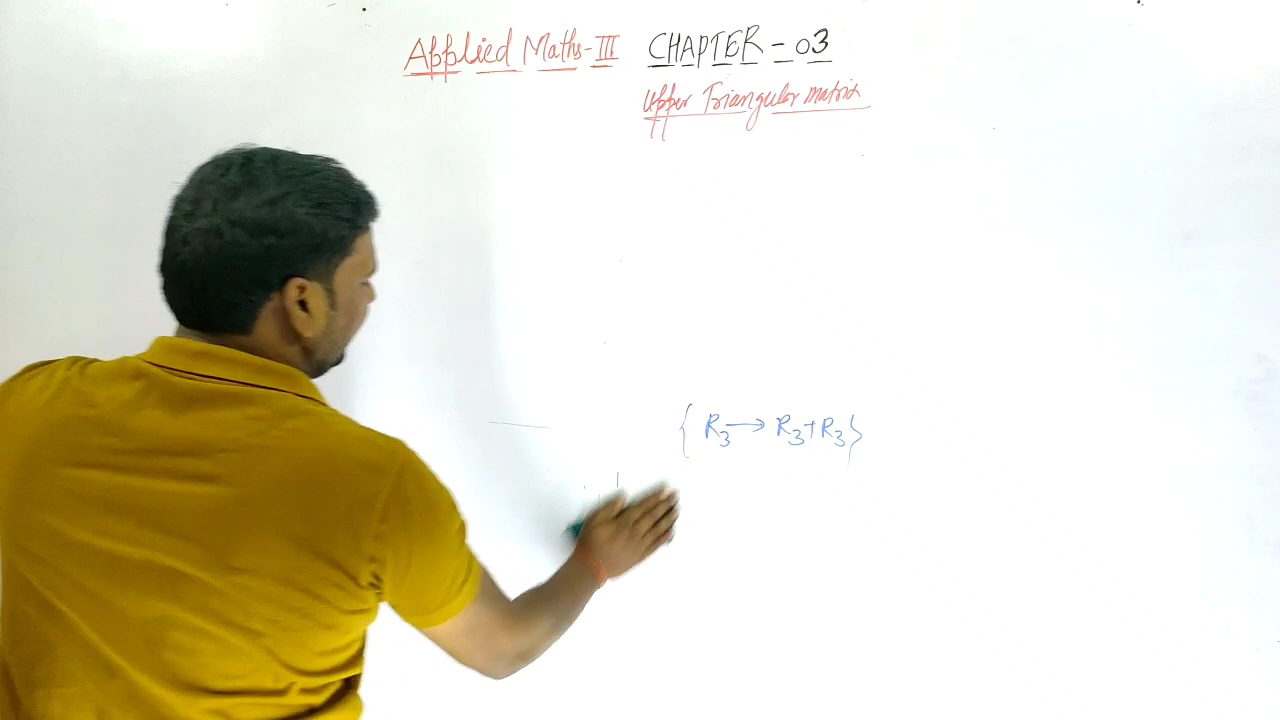 Applied Maths-III CHAPTER-03
Upper Triangular matrix
{ R3 → R3+R3}